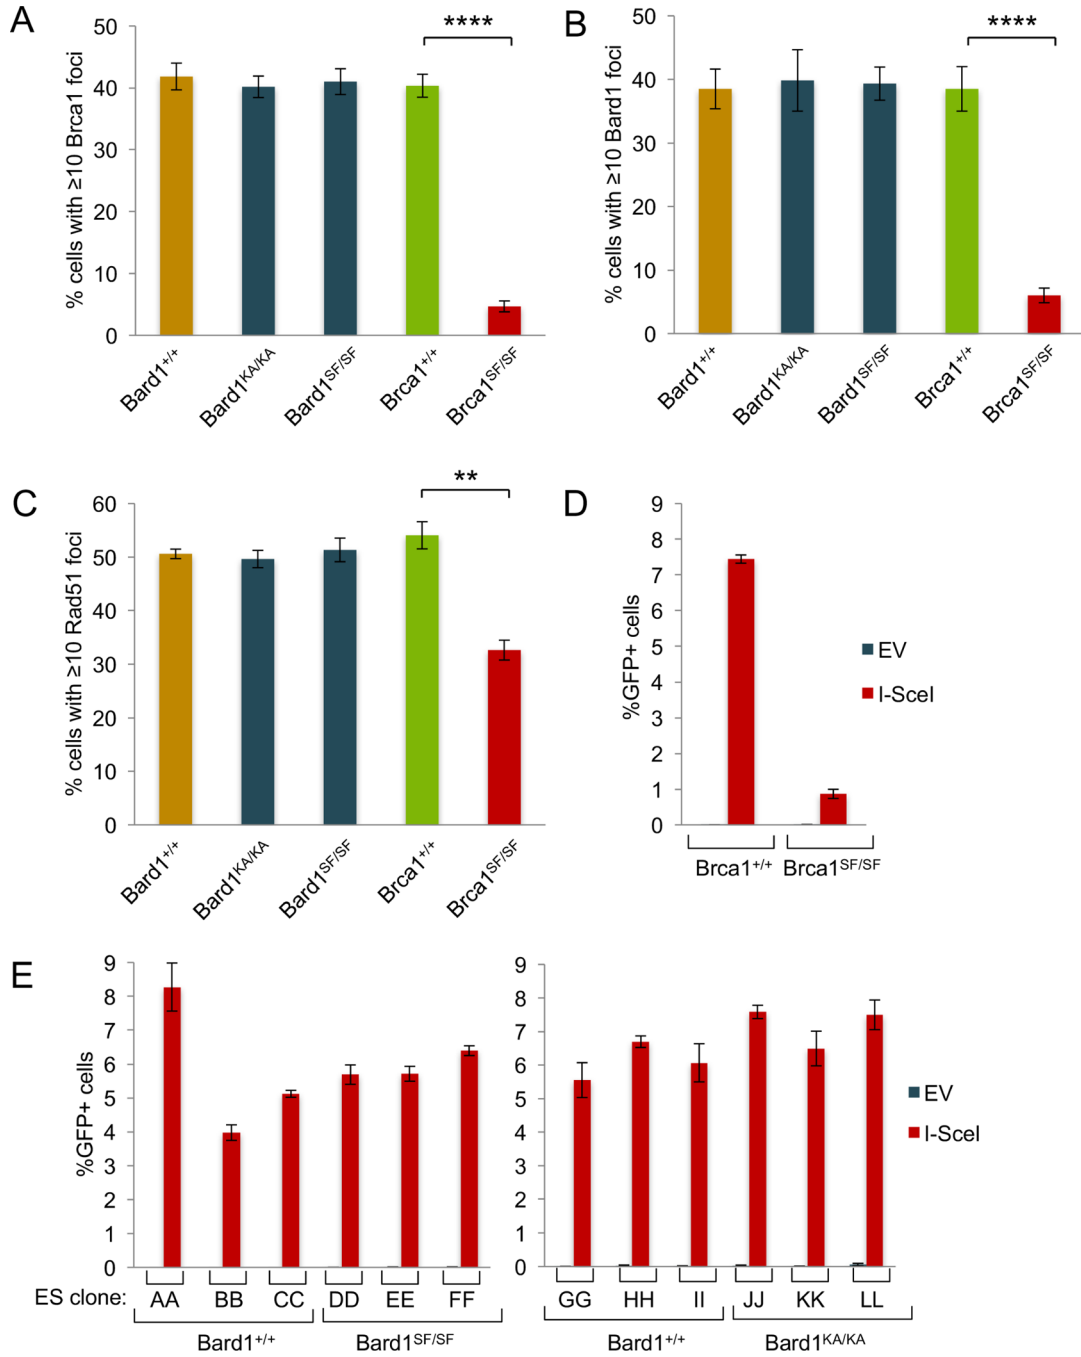 A
% cells with ≥10 Brca1 foci
50
40
30
20
10
0
****
Bard1+/+
Bard1KA/KA
Bard1SF/SF
Brca1+/+
Brca1SF/SF
B
% cells with ≥10 Bard1 foci
50
40
30
20
10
0
****
Bard1+/+
Bard1KA/KA
Bard1SF/SF
Brca1+/+
Brca1SF/SF
C
% cells with ≥10 Rad51 foci
60
50
40
30
20
10
0
**
Bard1+/+
Bard1KA/KA
Bard1SF/SF
Brca1+/+
Brca1SF/SF
D
%GFP+ cells
9
8
7
6
5
4
3
2
1
0
Brca1+/+ Brca1SF/SF
EV
I-SceI
E
%GFP+ cells
9
8
7
6
5
4
3
2
1
0
ES clone: AA BB CC DD EE FF
Bard1+/+ Bard1SF/SF
9
8
7
6
5
4
3
2
1
0
GG HH II JJ KK LL
Bard1+/+ Bard1KA/KA
EV
I-SceI